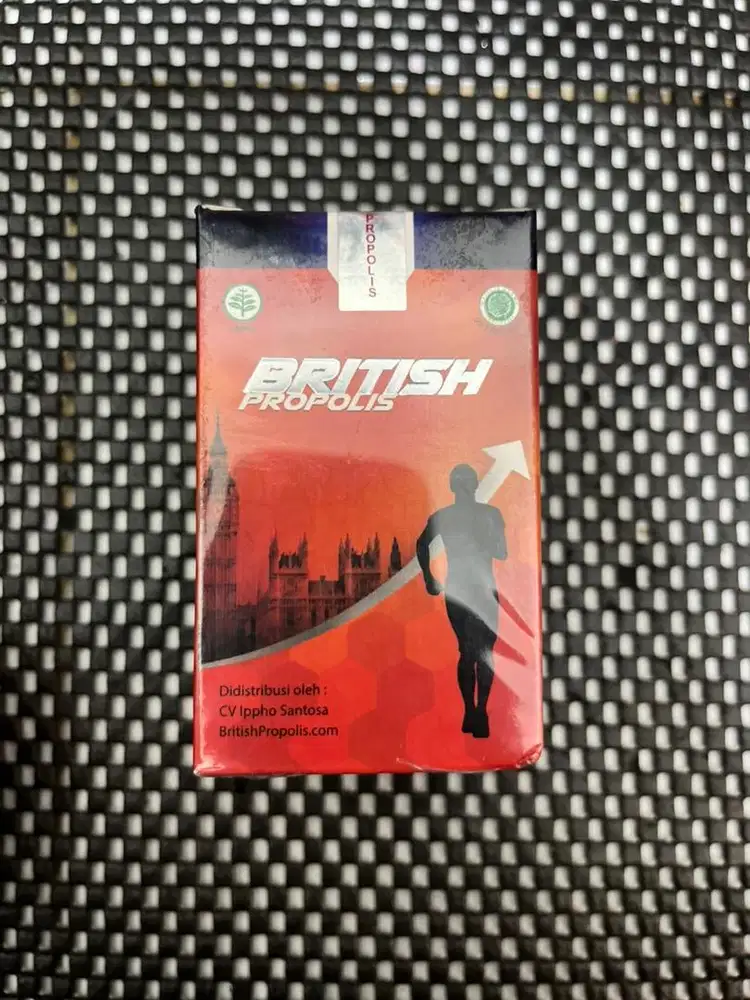 PROPOLIS
BRITISH
PROPOLIS
Didistribusi oleh :
CV Ippho Santosa
BritishPropolis.com